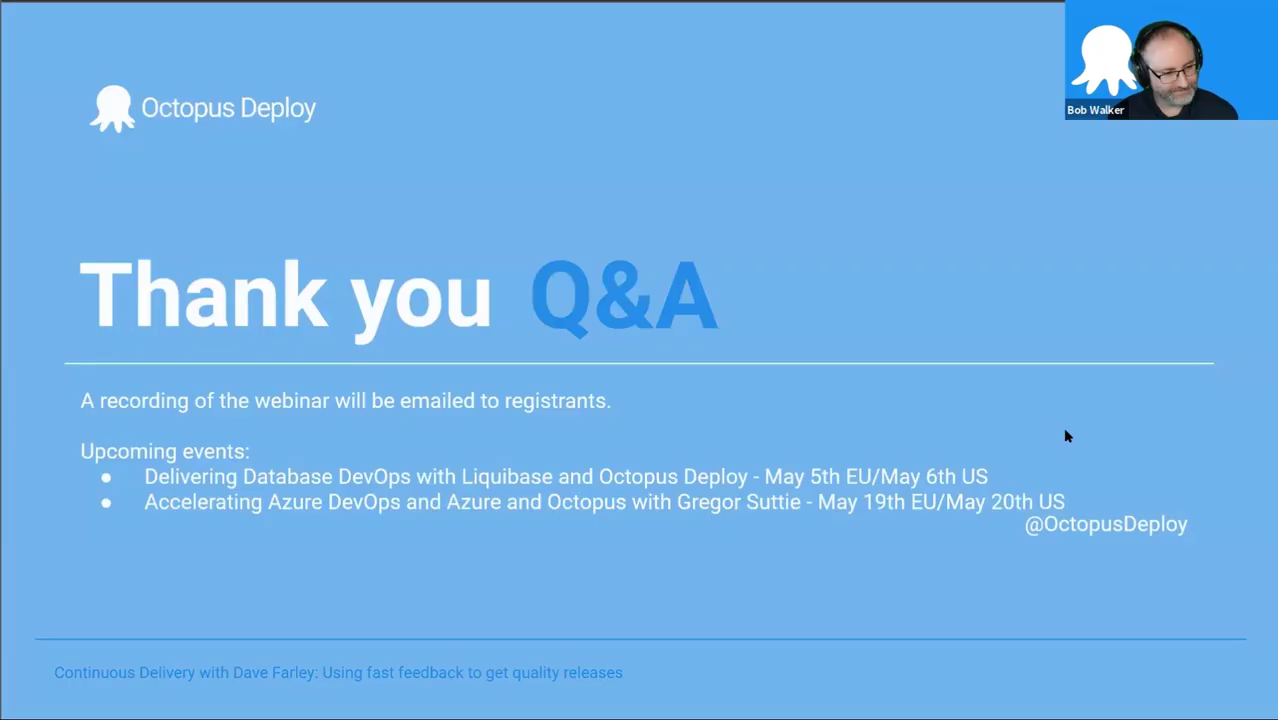 Bob Walker
Octopus Deploy
Thank you Q&A
A recording of the webinar will be emailed to registrants.
Upcoming events:
● Delivering Database DevOps with Liquibase and Octopus Deploy - May 5th EU/May 6th US
● Accelerating Azure DevOps and Azure and Octopus with Gregor Suttie - May 19th EU/May 20th US
@OctopusDeploy
Continuous Delivery with Dave Farley: Using fast feedback to get quality releases